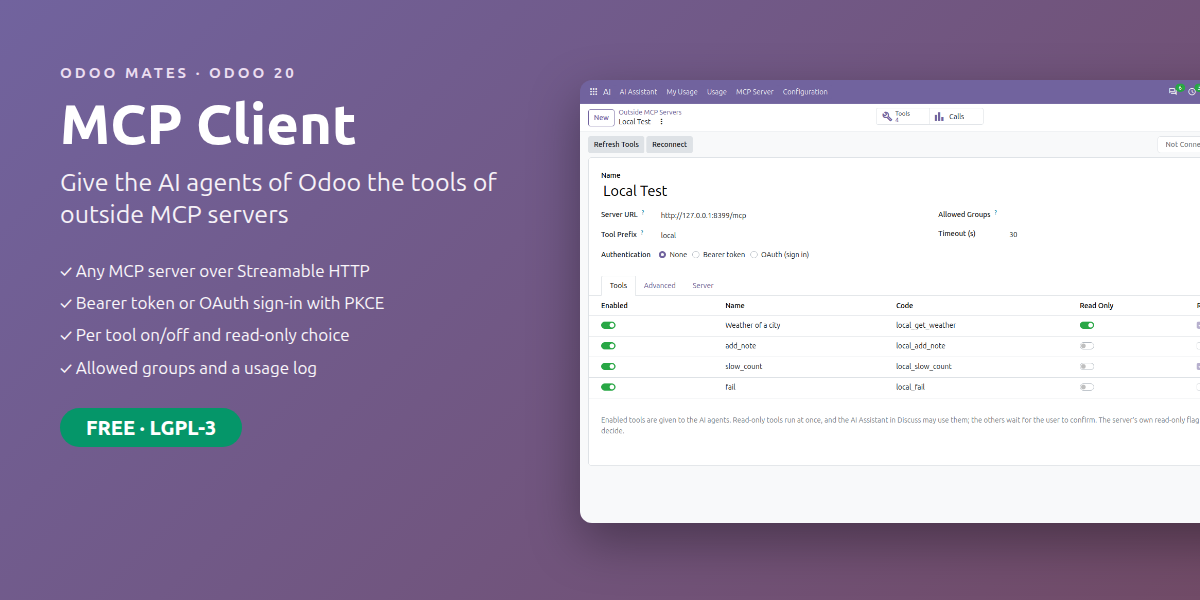 ODOO MATES · ODOO 20
MCP Client
Give the AI agents of Odoo the tools of
outside MCP servers
✓ Any MCP server over Streamable HTTP
✓ Bearer token or OAuth sign-in with PKCE
✓ Per tool on/off and read-only choice
✓ Allowed groups and a usage log
FREE · LGPL-3
AI AI Assistant My Usage Usage MCP Server Configuration 6
New Outside MCP Servers
Local Test
Tools
4
Calls
Refresh Tools Reconnect Not Conne
Name
Local Test
Server URL ? http://127.0.0.1:8399/mcp Allowed Groups ?
Tool Prefix ? local Timeout (s) 30
Authentication None Bearer token OAuth (sign in)
Tools Advanced Server
Enabled Name Code Read Only
Weather of a city local_get_weather
add_note local_add_note
slow_count local_slow_count
fail local_fail
Enabled tools are given to the AI agents. Read-only tools run at once, and the AI Assistant in Discuss may use them; the others wait for the user to confirm. The server's own read-only flag
decide.